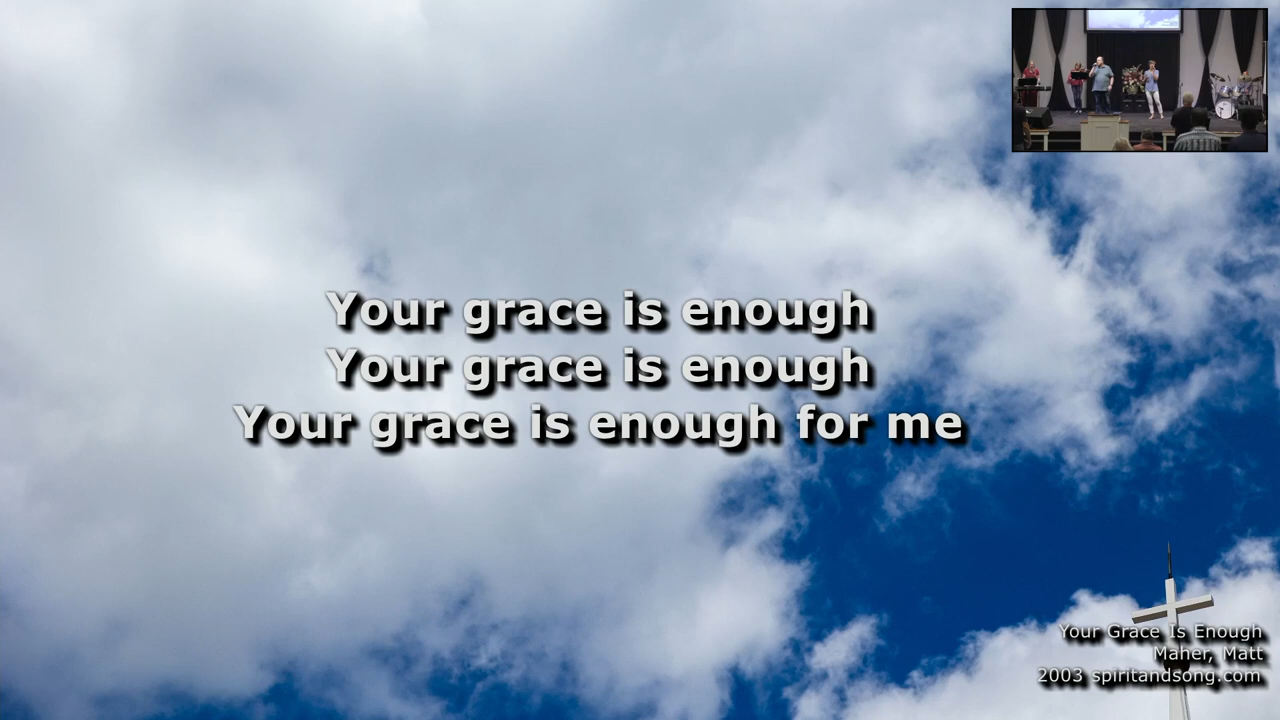 Your grace is enough
Your grace is enough
Your grace is enough for me
Your Grace Is Enough
Maher, Matt
2003 spiritandsong.com